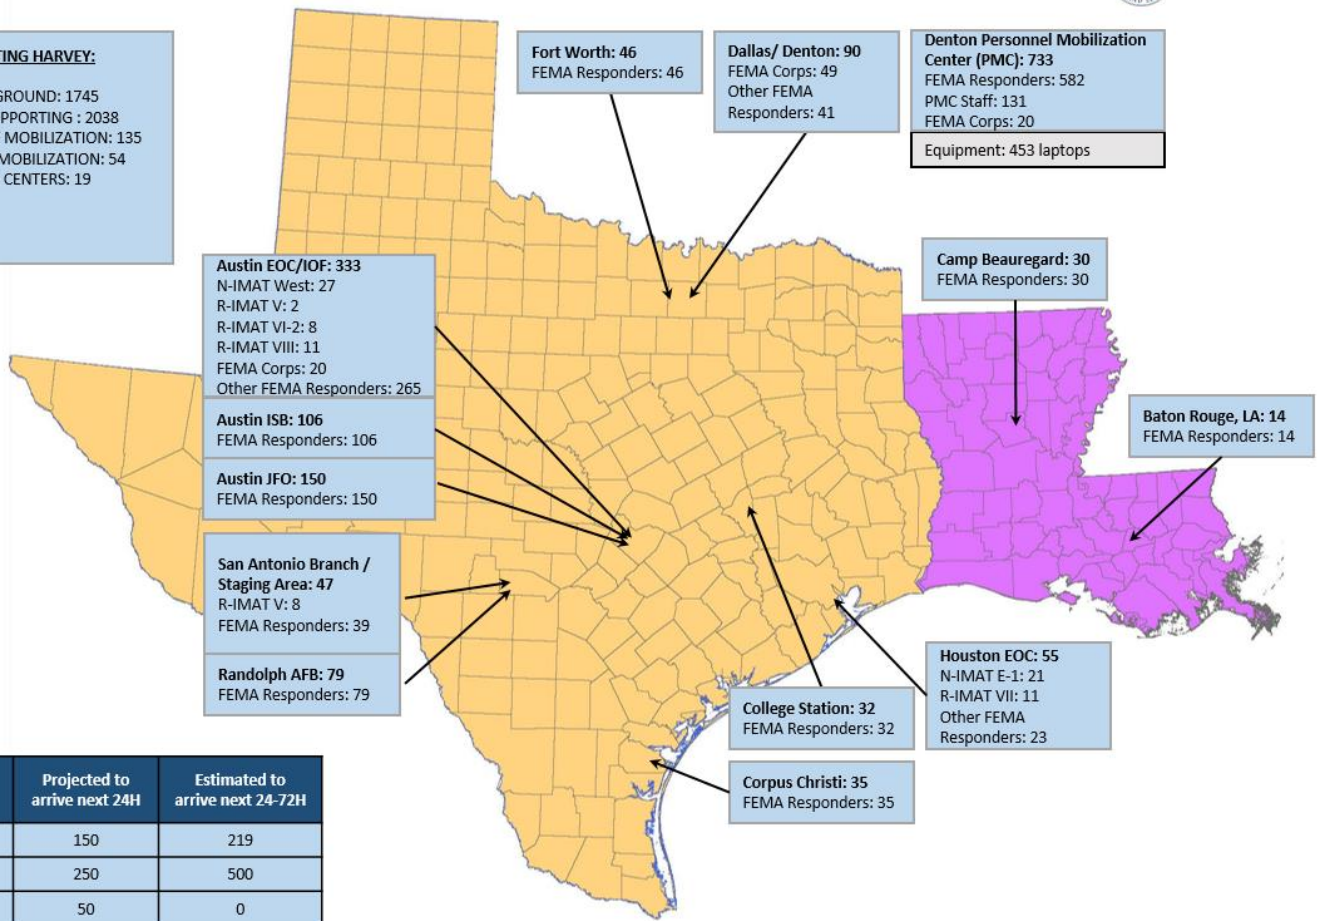 TING HARVEY:
GROUND: 1745
PPORTING : 2038
MOBILIZATION: 135
MOBILIZATION: 54
CENTERS: 19
Fort Worth: 46
FEMA Responders: 46
Dallas/ Denton: 90
FEMA Corps: 49
Other FEMA
Responders: 41
Denton Personnel Mobilization
Center (PMC): 733
FEMA Responders: 582
PMC Staff: 131
FEMA Corps: 20
Equipment: 453 laptops
Austin EOC/IOF: 333
N-IMAT West: 27
R-IMAT V: 2
R-IMAT VI-2: 8
R-IMAT VIII: 11
FEMA Corps: 20
Other FEMA Responders: 265
Austin ISB: 106
FEMA Responders: 106
Austin JFO: 150
FEMA Responders: 150
Camp Beauregard: 30
FEMA Responders: 30
Baton Rouge, LA: 14
FEMA Responders: 14
San Antonio Branch /
Staging Area: 47
R-IMAT V: 8
FEMA Responders: 39
Randolph AFB: 79
FEMA Responders: 79
Houston EOC: 55
N-IMAT E-1: 21
R-IMAT VII: 11
Other FEMA
Responders: 23
College Station: 32
FEMA Responders: 32
Corpus Christi: 35
FEMA Responders: 35
Projected to
arrive next 24H
Estimated to
arrive next 24-72H
150 219
250 500
50 0